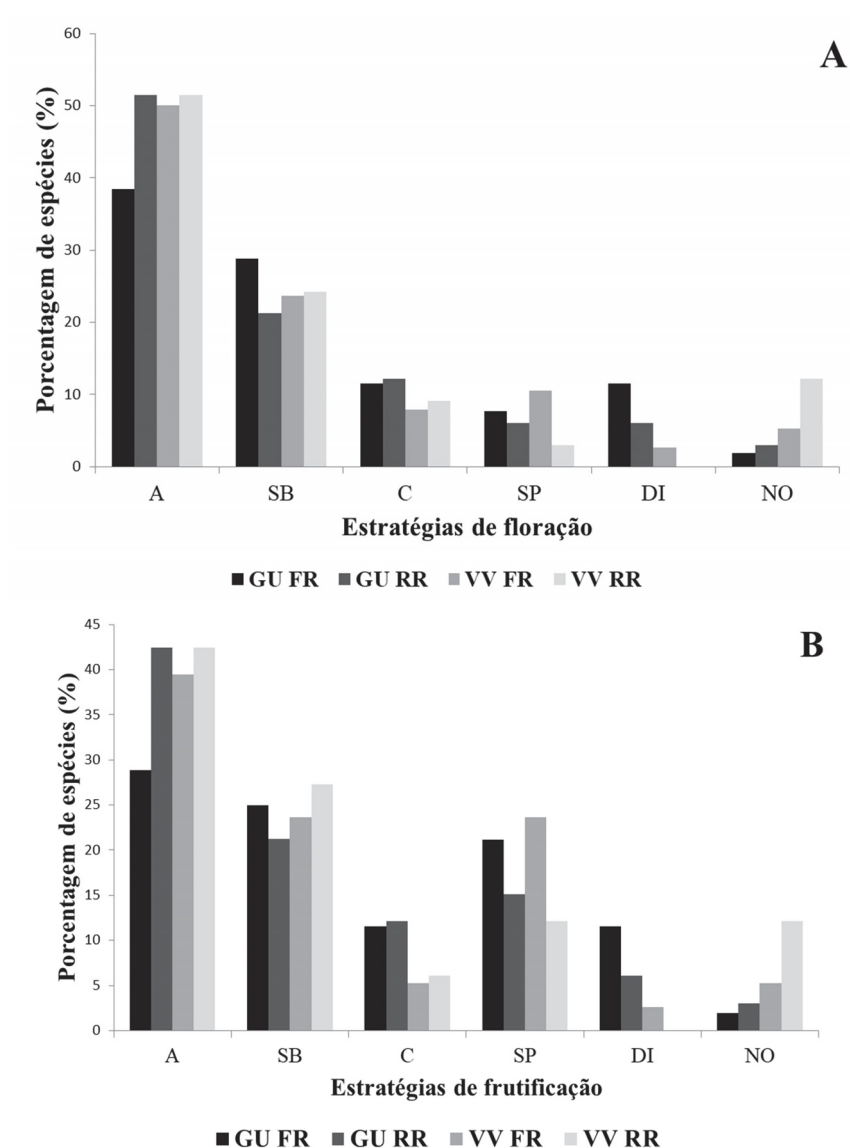 A
Porcentagem de espécies (%)
60
50
40
30
20
10
0
A SB C SP DI NO
Estratégias de floração
GU FR GU RR VV FR VV RR
B
Porcentagem de espécies (%)
45
40
35
30
25
20
15
10
5
0
A SB C SP DI NO
Estratégias de frutificação
GU FR GU RR VV FR VV RR